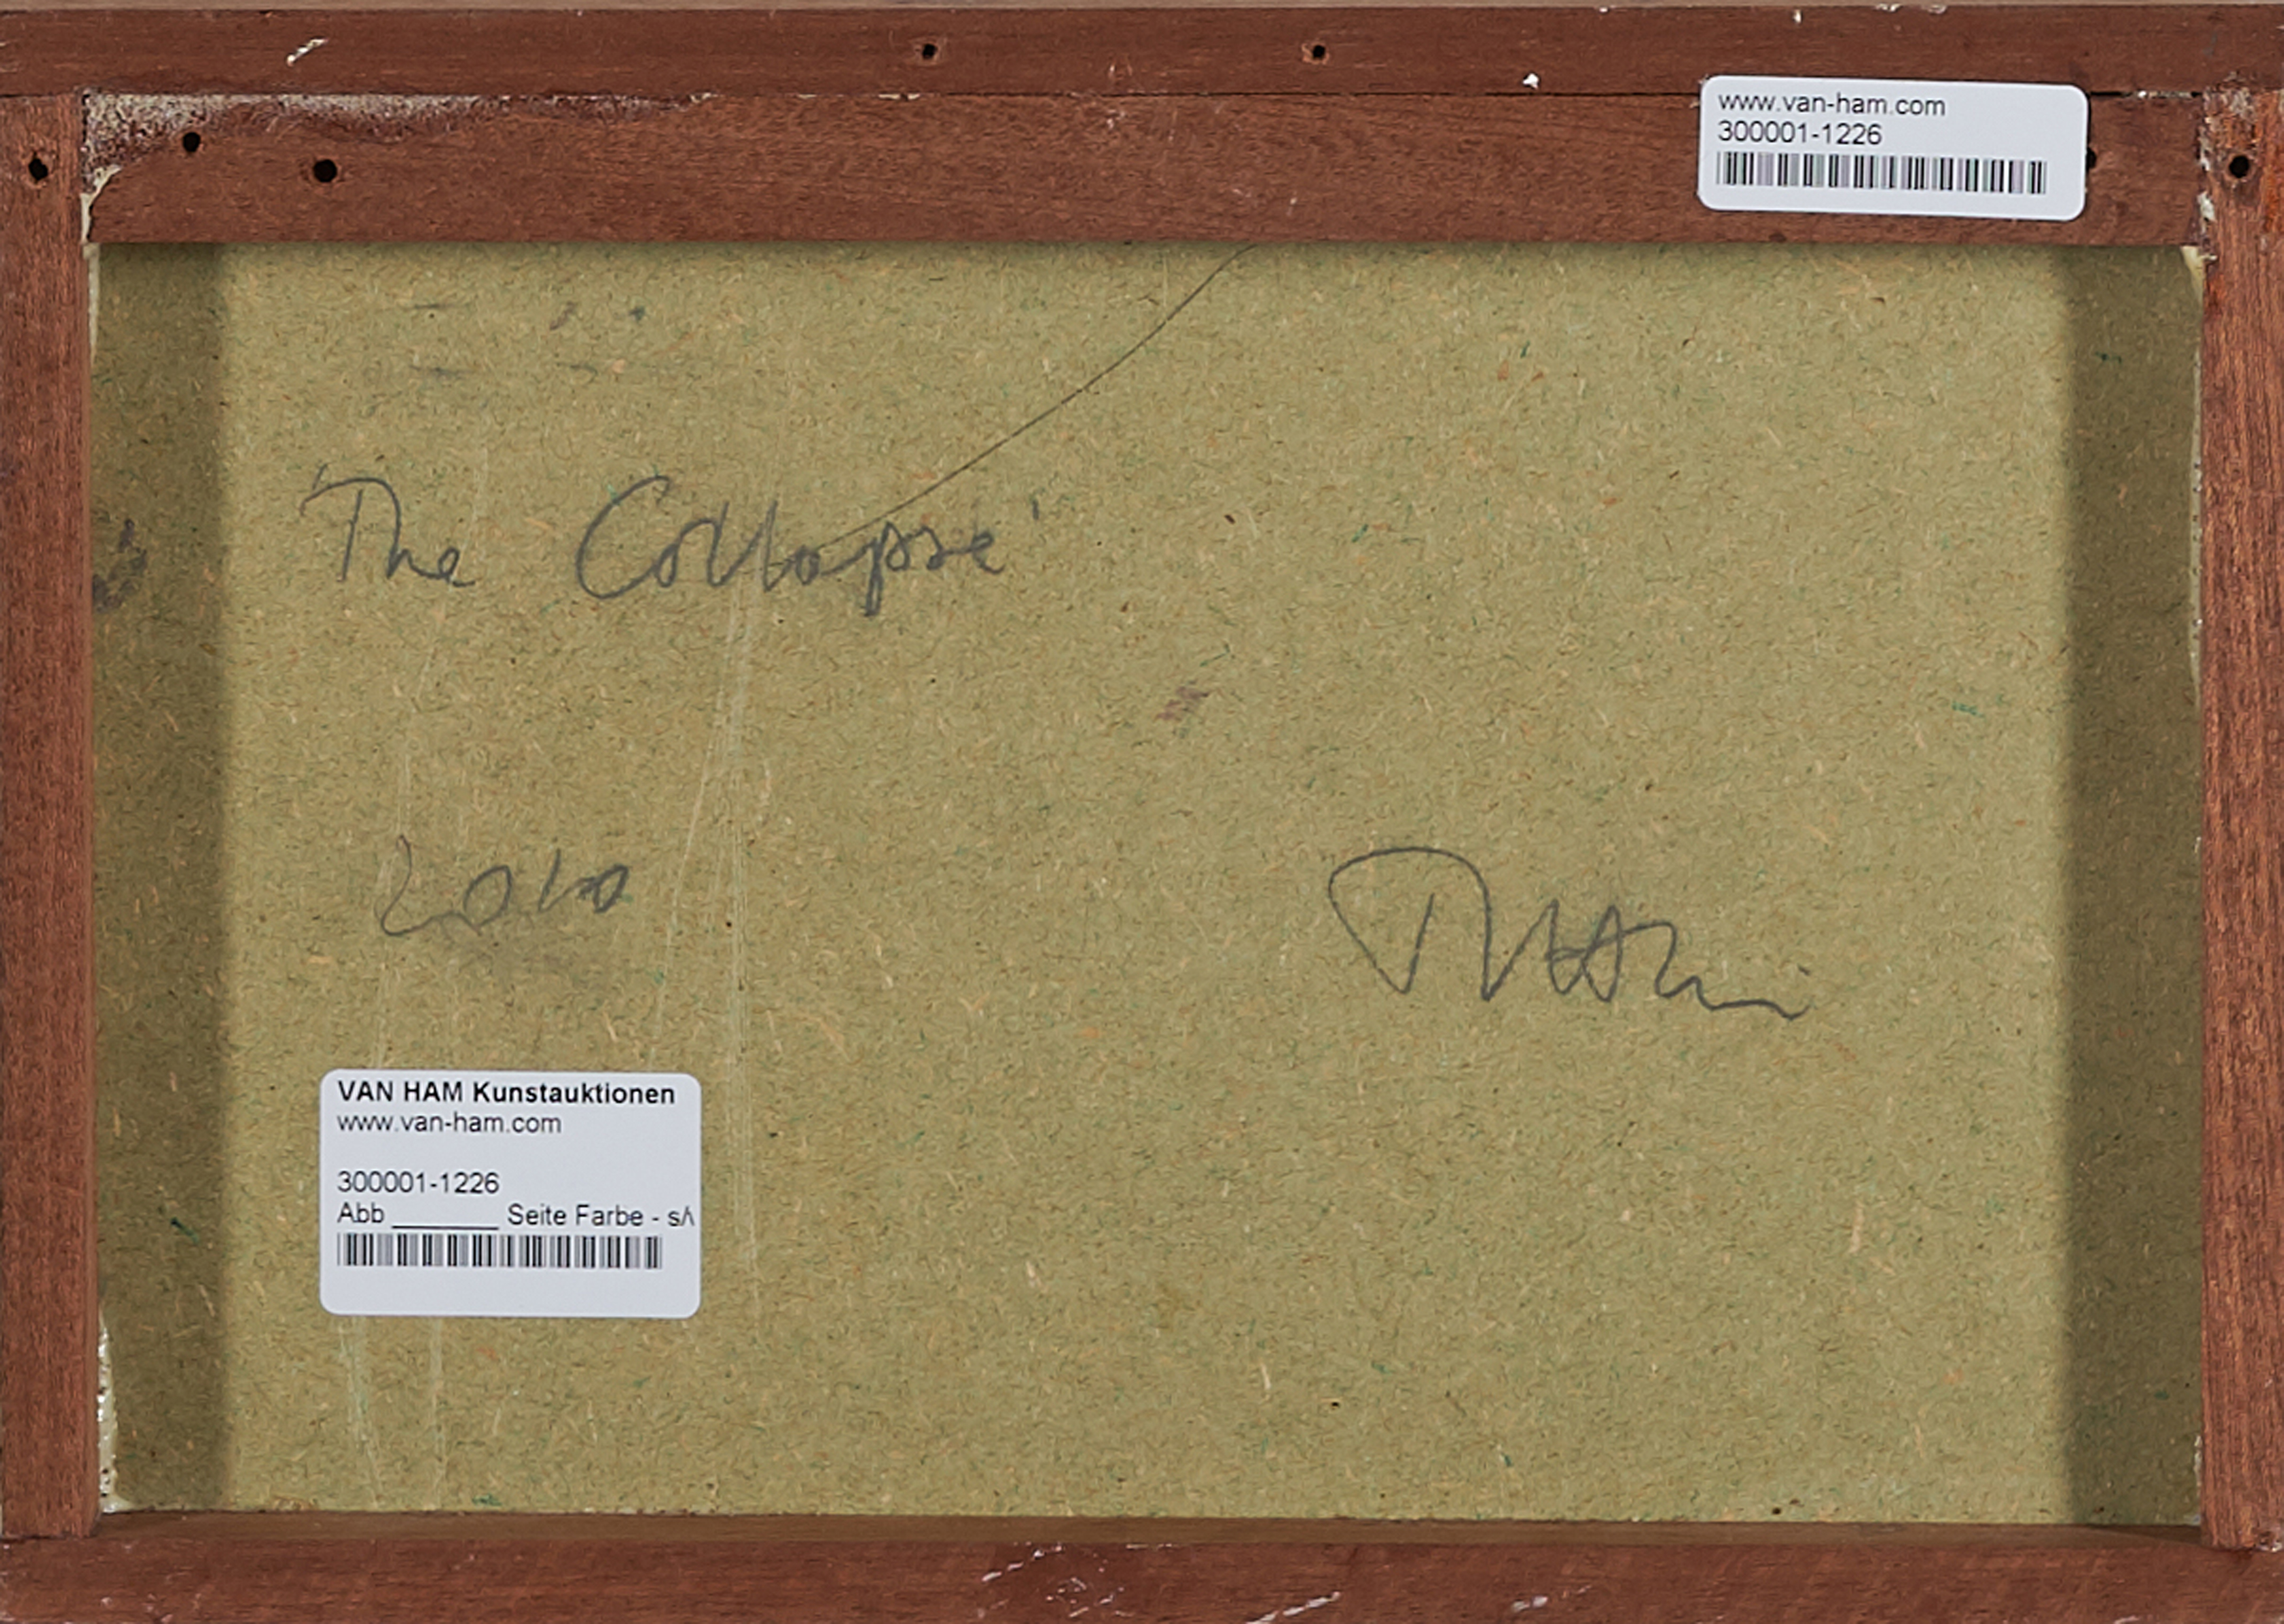 www.van-ham.com
300001-1226
'The Collapse'
2010
VAN HAM Kunstauktionen
www.van-ham.com
300001-1226
Abb ________ Seite Farbe - s/